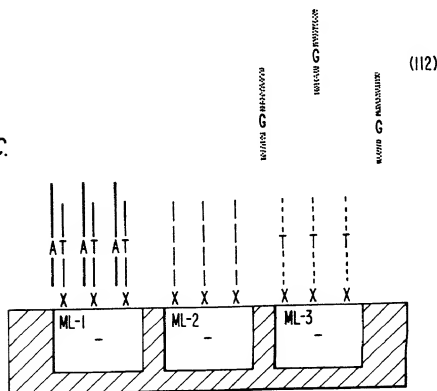 G
(112)
G
G
C.
AT AT AT T T T
X X X X X X X X X
ML-1 ML-2 ML-3
- - -